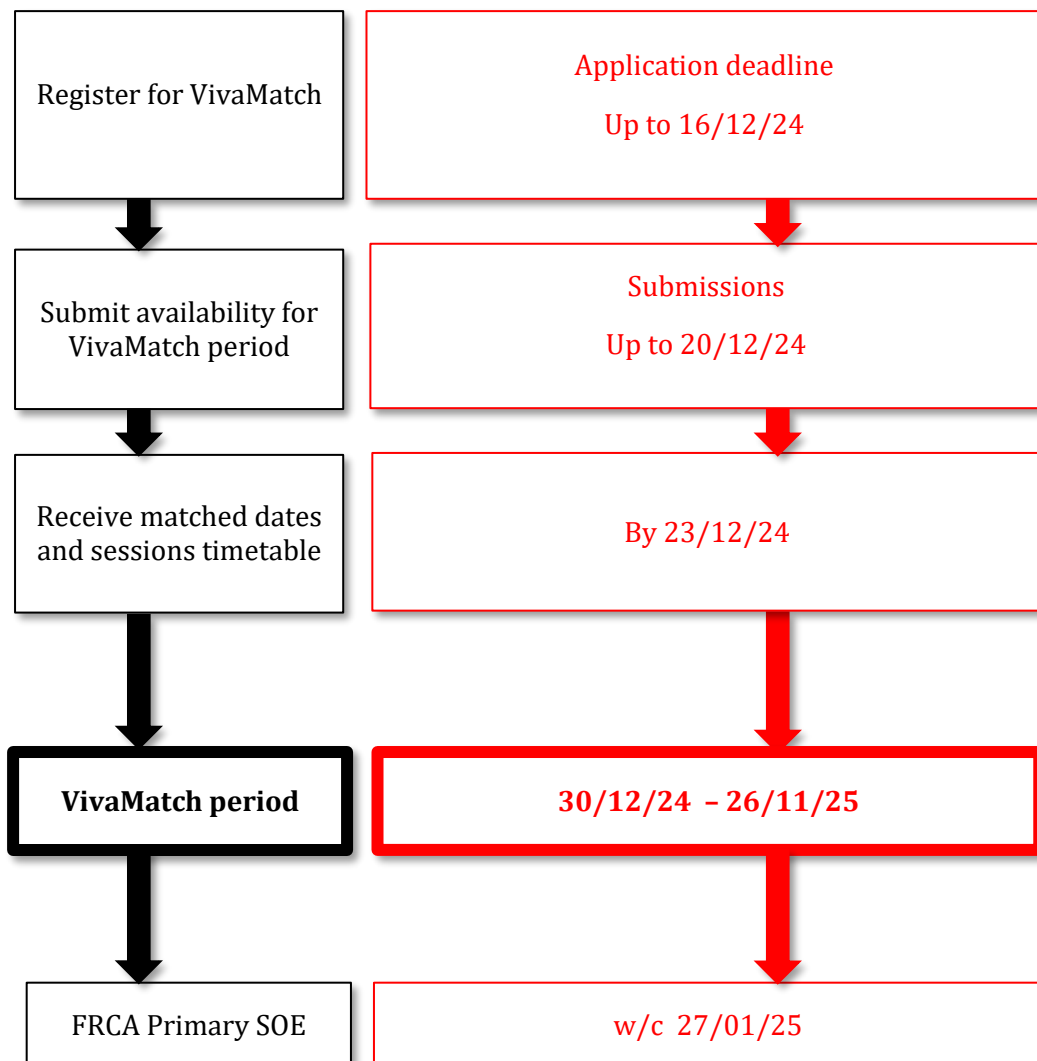 Register for VivaMatch
Application deadline
Up to 16/12/24
Submit availability for
VivaMatch period
Submissions
Up to 20/12/24
Receive matched dates
and sessions timetable
By 23/12/24
VivaMatch period
30/12/24 – 26/11/25
FRCA Primary SOE
w/c 27/01/25